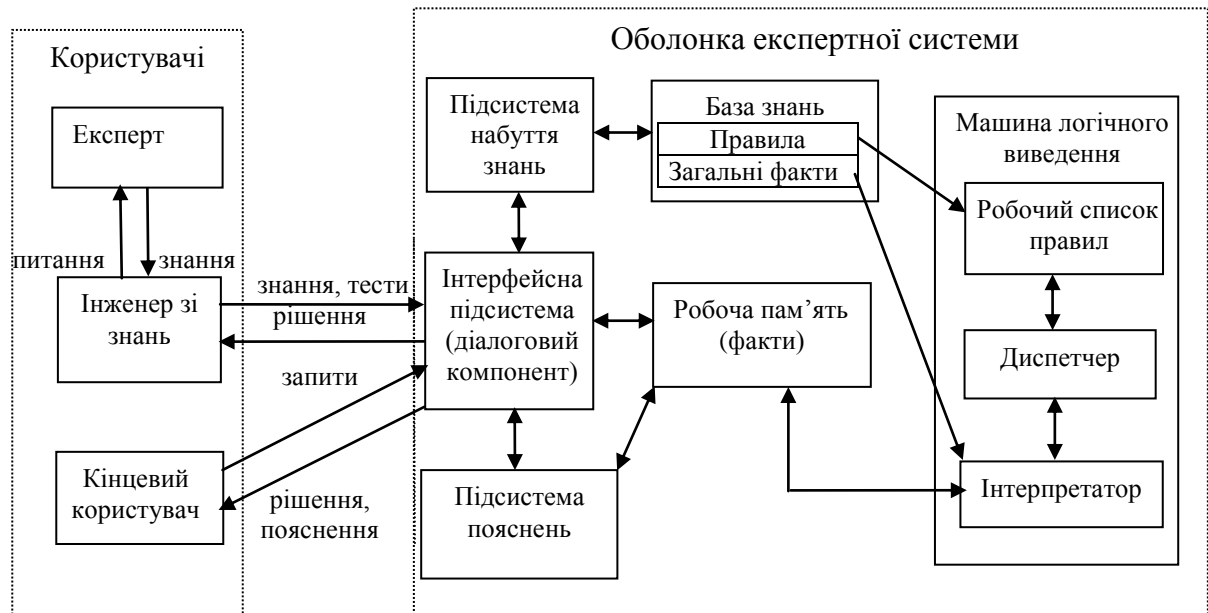 Користувачі
Експерт
питання
знання
Інженер зі
знань
Кінцевий
користувач
знання, тести
рішення
запити
рішення,
пояснення
Оболонка експертної системи
Підсистема
набуття
знань
Інтерфейсна
підсистема
(діалоговий
компонент)
Підсистема
пояснень
База знань
Правила
Загальні факти
Робоча пам’ять
(факти)
Машина логічного
виведення
Робочий список
правил
Диспетчер
Інтерпретатор